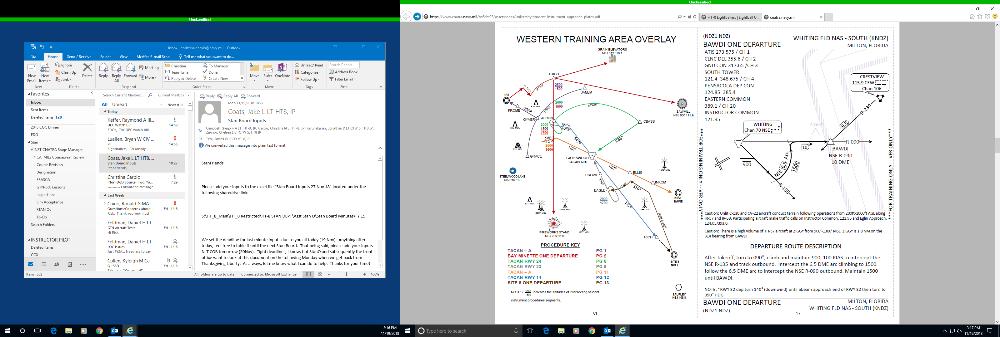 Unclassified
Inbox - christina.carpio@navy.mil - Outlook
File Home Send / Receive Folder View McAfee E-mail Scan Tell me what you want to do...
New Email
New Items
New
Ignore
Clean Up
Junk
Delete
Delete
Reply
Reply All
Forward
Meeting
More
Respond
Christina
Team Email
Reply & Delete
To Manager
Done
Create New
Quick Steps
Move
Rules
OneNote
Move
Unread/ Read
Categorize
Follow Up
Tags
Search People
Address Book
Filter Email
Find
Favorites
Inbox
Sent Items
Deleted Items 120
2018 COC Dinner
FDO
Stan
INST CNATRA Stage Manager
CAI MILs Coursewear Review
Course Revision
Designation
FRASCA
GTN-650 Lessons
Inspections
Sim Acceptance
STAN Os
To-Do
Search Folders
INSTRUCTOR PILOT
Deleted Items
CCX
Search Current Mailbox (... Current Mailbox
All Unread Newest
Today
Keffer, Raymond A III...
DEC Watch Bill 14:59
FDOs, The DEC watch bill
Luallen, Bryan W CIV ...
PII 14:56
Eightballers, Personally
Coats, Jake L LT HT8, ...
Stan Board Inputs 10:27
StanFriends,
Christina Carpio
[Non-DoD Source] Fwd: Yo... 7:29
---------- Forwarded message
Last Week
Chino, Ronald G MAJ...
Questions/Concerns about ... Fri 11/16
Rick, Thank you very much
Feldman, Daniel H LT...
GTN Aircraft Tests Fri 11/16
Hi Rick,
Feldman, Daniel H LT...
LOC issues Fri 11/16
Just FYSA... Needless to say,
Cullen, Kyleigh M Ca...
Q1 SSD Fri 11/16
Skippers, XOs, and HT
Reply Reply All Forward
Mon 11/19/2018 10:27
Coats, Jake L LT HT8, IP
Stan Board Inputs
To Campbell, Gregory A LT, HT-8, IP; Carpio, Christina M LT HT-8, IP; Karunakaran, Jonathan D LT CTW 5, HT8 IP;
Zakriski, Chelsea L LT CTW 5, HT8 IP
Cc Teal, James W LCDR HT-8, IP
We converted this message into plain text format.
StanFriends,
Please add your inputs to the excel file “Stan Board Inputs 27 Nov 18” located under the
following sharedrive link:
S:\HT_8_Main\HT_8 Restricted\HT-8 STAN DEPT\Asst Stan O\Stan Board Minutes\FY 19
We set the deadline for last minute inputs due to you all today (19 Nov). Anything after
today, feel free to table it until the next Stan Board. That being said, please add your inputs
NLT COB tomorrow (20Nov). Tight deadlines, I know, but StanO and subsequently the front
office want to look at this document on the following Monday when we get back from
Thanksgiving Liberty. As always, let me know what I can do to help. Thanks for your time!
Items: 362 All folders are up to date. Connected to: Microsoft Exchange 100%
3:16 PM
11/19/2018
Unclassified
https://www.cnatra.navy.mil/tw5/ht28/assets/docs/university/student-instrument-approach-plates.pdf
HT-8 Eightballers | Eightball U...
cnatra.navy.mil
WESTERN TRAINING AREA OVERLAY
GRAIN ELEVATORS
NBJ 012 / 10.1
TRIGR
R-315°
10 DME
2500
1500
JAMJM
1R8
FROMB
300°
570' MSL
7 DME
2000
1500
5 DME
SAWMILL
NBJ 066 / 11.9
GYVER
JORDN
CBASS
505' MSL
2000
1500
1700
102°->
<-282°
078°->
<-258°
147°
233°
2500
1500
123°
522' MSL
GRACE
GATESWOOD
TACAN 60X
123°
1549' MSL
STEELWOOD LAKE
NBJ 260 / 10
CROWE
ELLIS
338°
INKOM
5 DME
310°
EAGLE
KNVE
NAVIE
2000
1700
147°
637' MSL
2047' MSL
2000' MSL
1096' MSL
NUN R-340°
FIREWORKS STAND
NBJ 209 / 6.8
1637' MSL
RICHI
SITE 8
NOLF
PROCEDURE KEY
TACAN – A PG 1
BAY MINETTE ONE DEPARTURE PG 2
TACAN RWY 24 PG 8
TACAN RWY 33 PG 9
TACAN – A PG 11
TACAN RWY 14 PG 12
SITE 8 ONE DEPARTURE PG 13
NOTES: 2000 1500 Indicates the altitudes of intersecting student
instrument procedures segments.
SAUFLEY
NBJ 108.8
VI
(NDZ1.NDZ)
BAWDI ONE DEPARTURE
WHITING FLD NAS - SOUTH (KNDZ)
MILTON, FLORIDA
ATIS 273.575 / CH 1
CLNC DEL 355.6 / CH 2
GND CON 317.65 /CH 3
SOUTH TOWER
121.4 348.675 / CH 4
PENSACOLA DEP CON
124.85 385.4
EASTERN COMMON
389.1 / CH 20
INSTRUCTOR COMMON
121.95
CRESTVIEW
115.9 CEW
Chan 106
WHITING
Chan 70 NSE
ZIGGY
R-230
9.5
R-090
10
BAWDI
NSE R-090
10 DME
900
NSE 6.5 Arc
1500
R-135
***FOR TRAINING ONLY -- VFR ONLY***
***FOR TRAINING ONLY -- VFR ONLY***
Caution: Unlit C-130 and CV-22 aircraft conduct terrain following operations from 200ft-1000ft AGL along
IR-57 and IR-59. Participating aircraft make traffic calls on Instructor Common, 121.95 and Eglin Approach,
124.05/393.0.
Caution: There is a high volume of TH-57 aircraft at ZIGGY from 900’-1300’ MSL. ZIGGY is 1.8 NM on the
314 bearing from BAWDI.
DEPARTURE ROUTE DESCRIPTION
After takeoff, turn to 090°, climb and maintain 900, 100 KIAS to intercept the
NSE R-135 and track outbound. Intercept the 6.5 DME arc climbing to 1500.
follow the 6.5 DME arc to intercept the NSE R-090 outbound. Maintain 1500
until BAWDI.
NOTE: *RWY 32 dep turn 140° (downwind) until abeam approach end of RWY 32 then turn to
090° HDG
BAWDI ONE DEPARTURE
(NDZ1.NDZ)
MILTON, FLORIDA
WHITING FLD NAS - SOUTH (KNDZ)
15
Type here to search
3:17 PM
11/19/2018